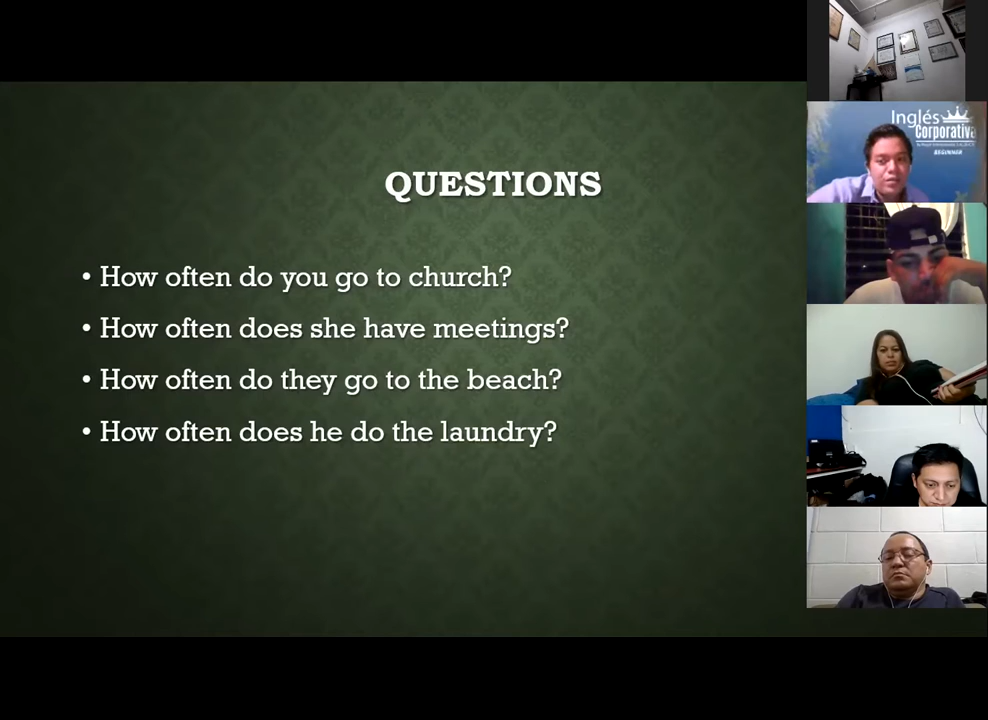 QUESTIONS
• How often do you go to church?
• How often does she have meetings?
• How often do they go to the beach?
• How often does he do the laundry?
Inglés
Corporativa
BEGINNER